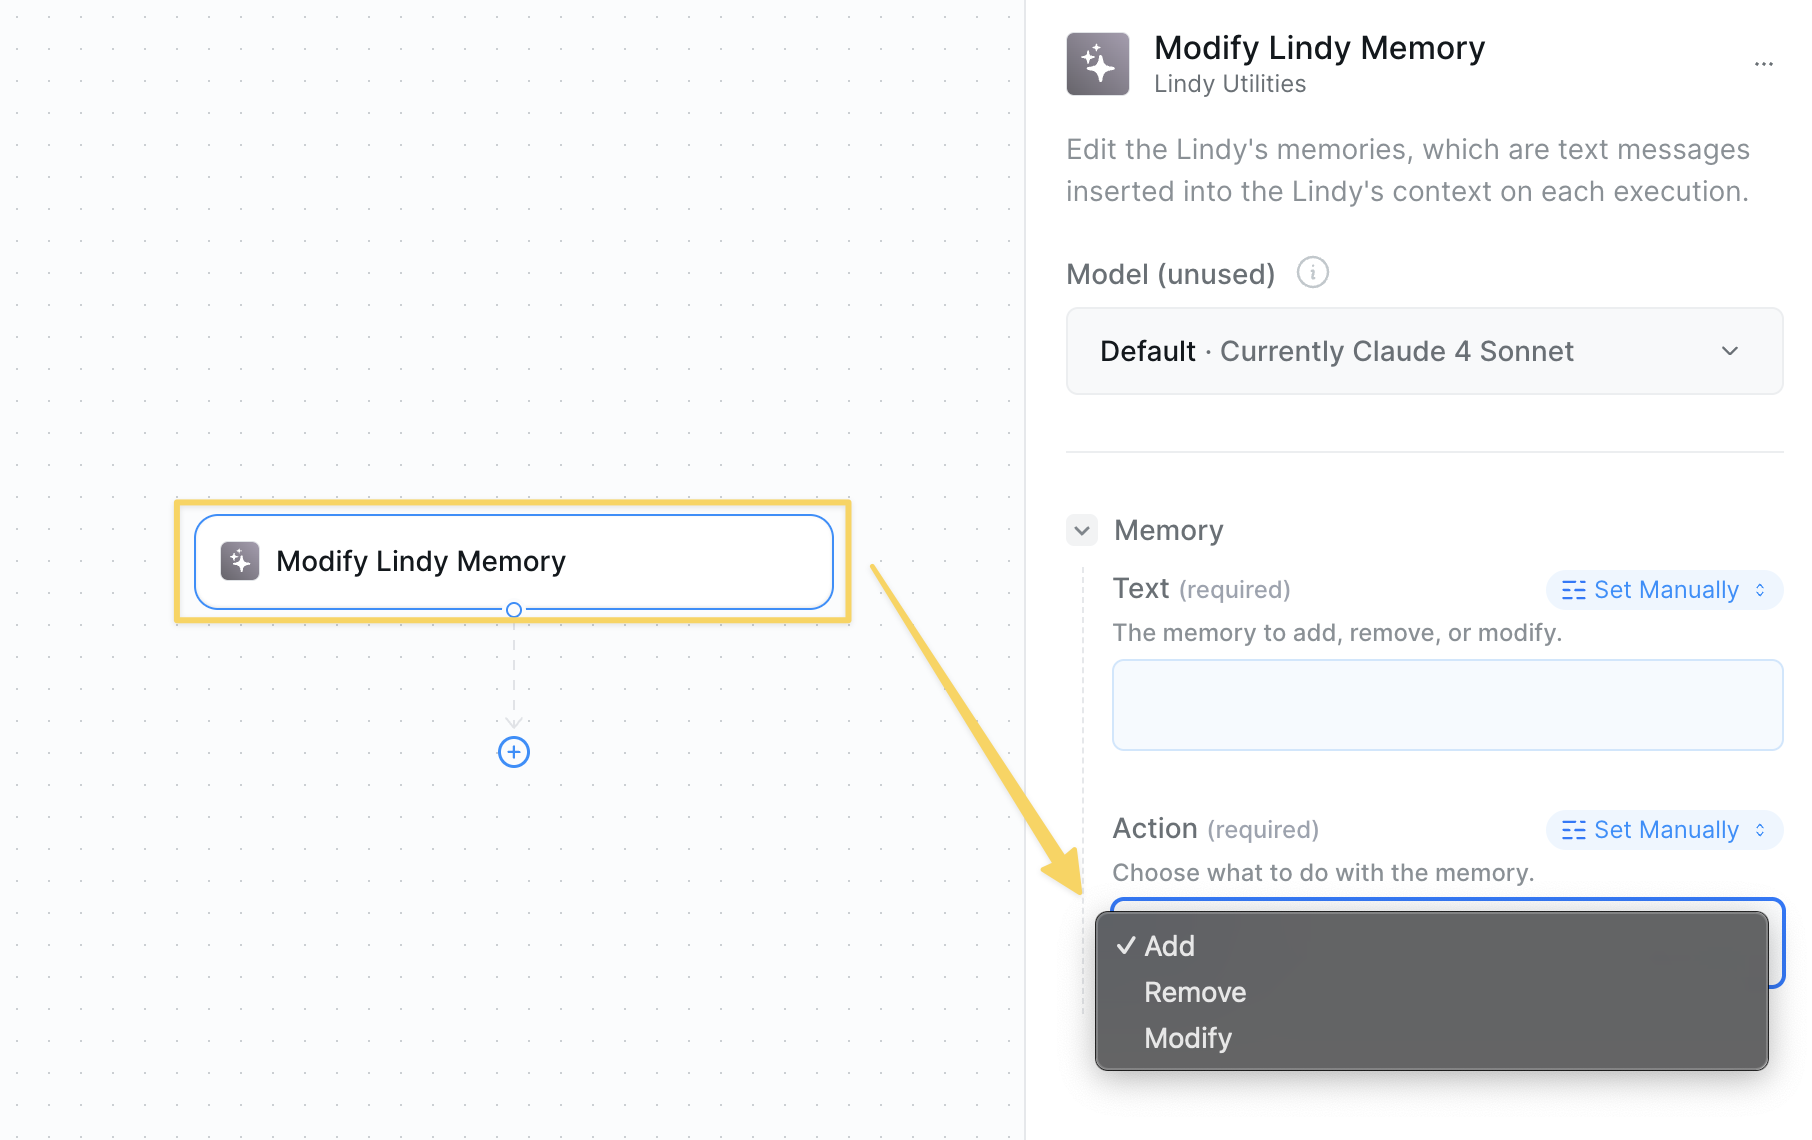 Modify Lindy Memory
Modify Lindy Memory
Lindy Utilities
Edit the Lindy's memories, which are text messages
inserted into the Lindy's context on each execution.
Model (unused)
Default · Currently Claude 4 Sonnet
Memory
Text (required)
Set Manually
The memory to add, remove, or modify.
Action (required)
Set Manually
Choose what to do with the memory.
Add
Remove
Modify